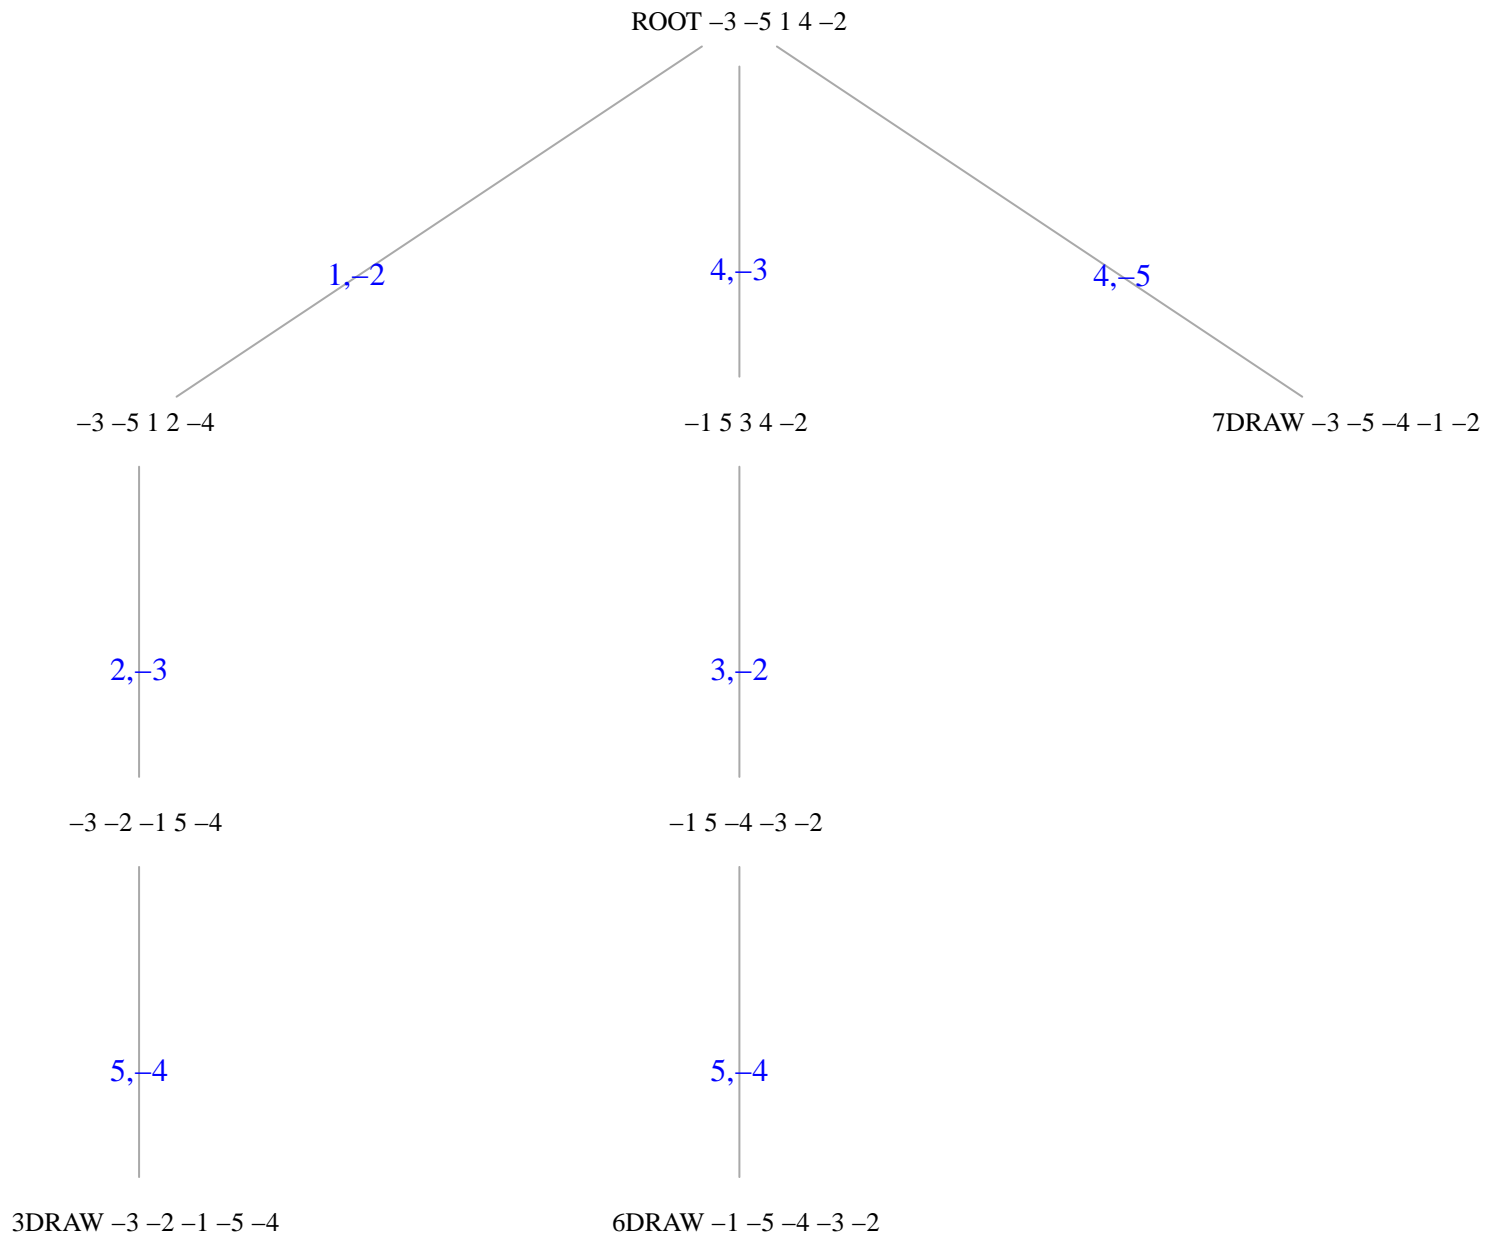 ROOT –3 –5 1 4 –2
1,–2
4,–3
4,–5
–3 –5 1 2 –4
–1 5 3 4 –2
7DRAW –3 –5 –4 –1 –2
2,–3
3,–2
–3 –2 –1 5 –4
–1 5 –4 –3 –2
5,–4
5,–4
3DRAW –3 –2 –1 –5 –4
6DRAW –1 –5 –4 –3 –2